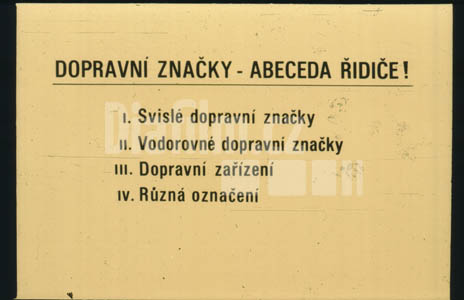 DOPRAVNÍ ZNAČKY - ABECEDA ŘIDIČE!
I. Svislé dopravní značky
II. Vodorovné dopravní značky
III. Dopravní zařízení
IV. Různá označení